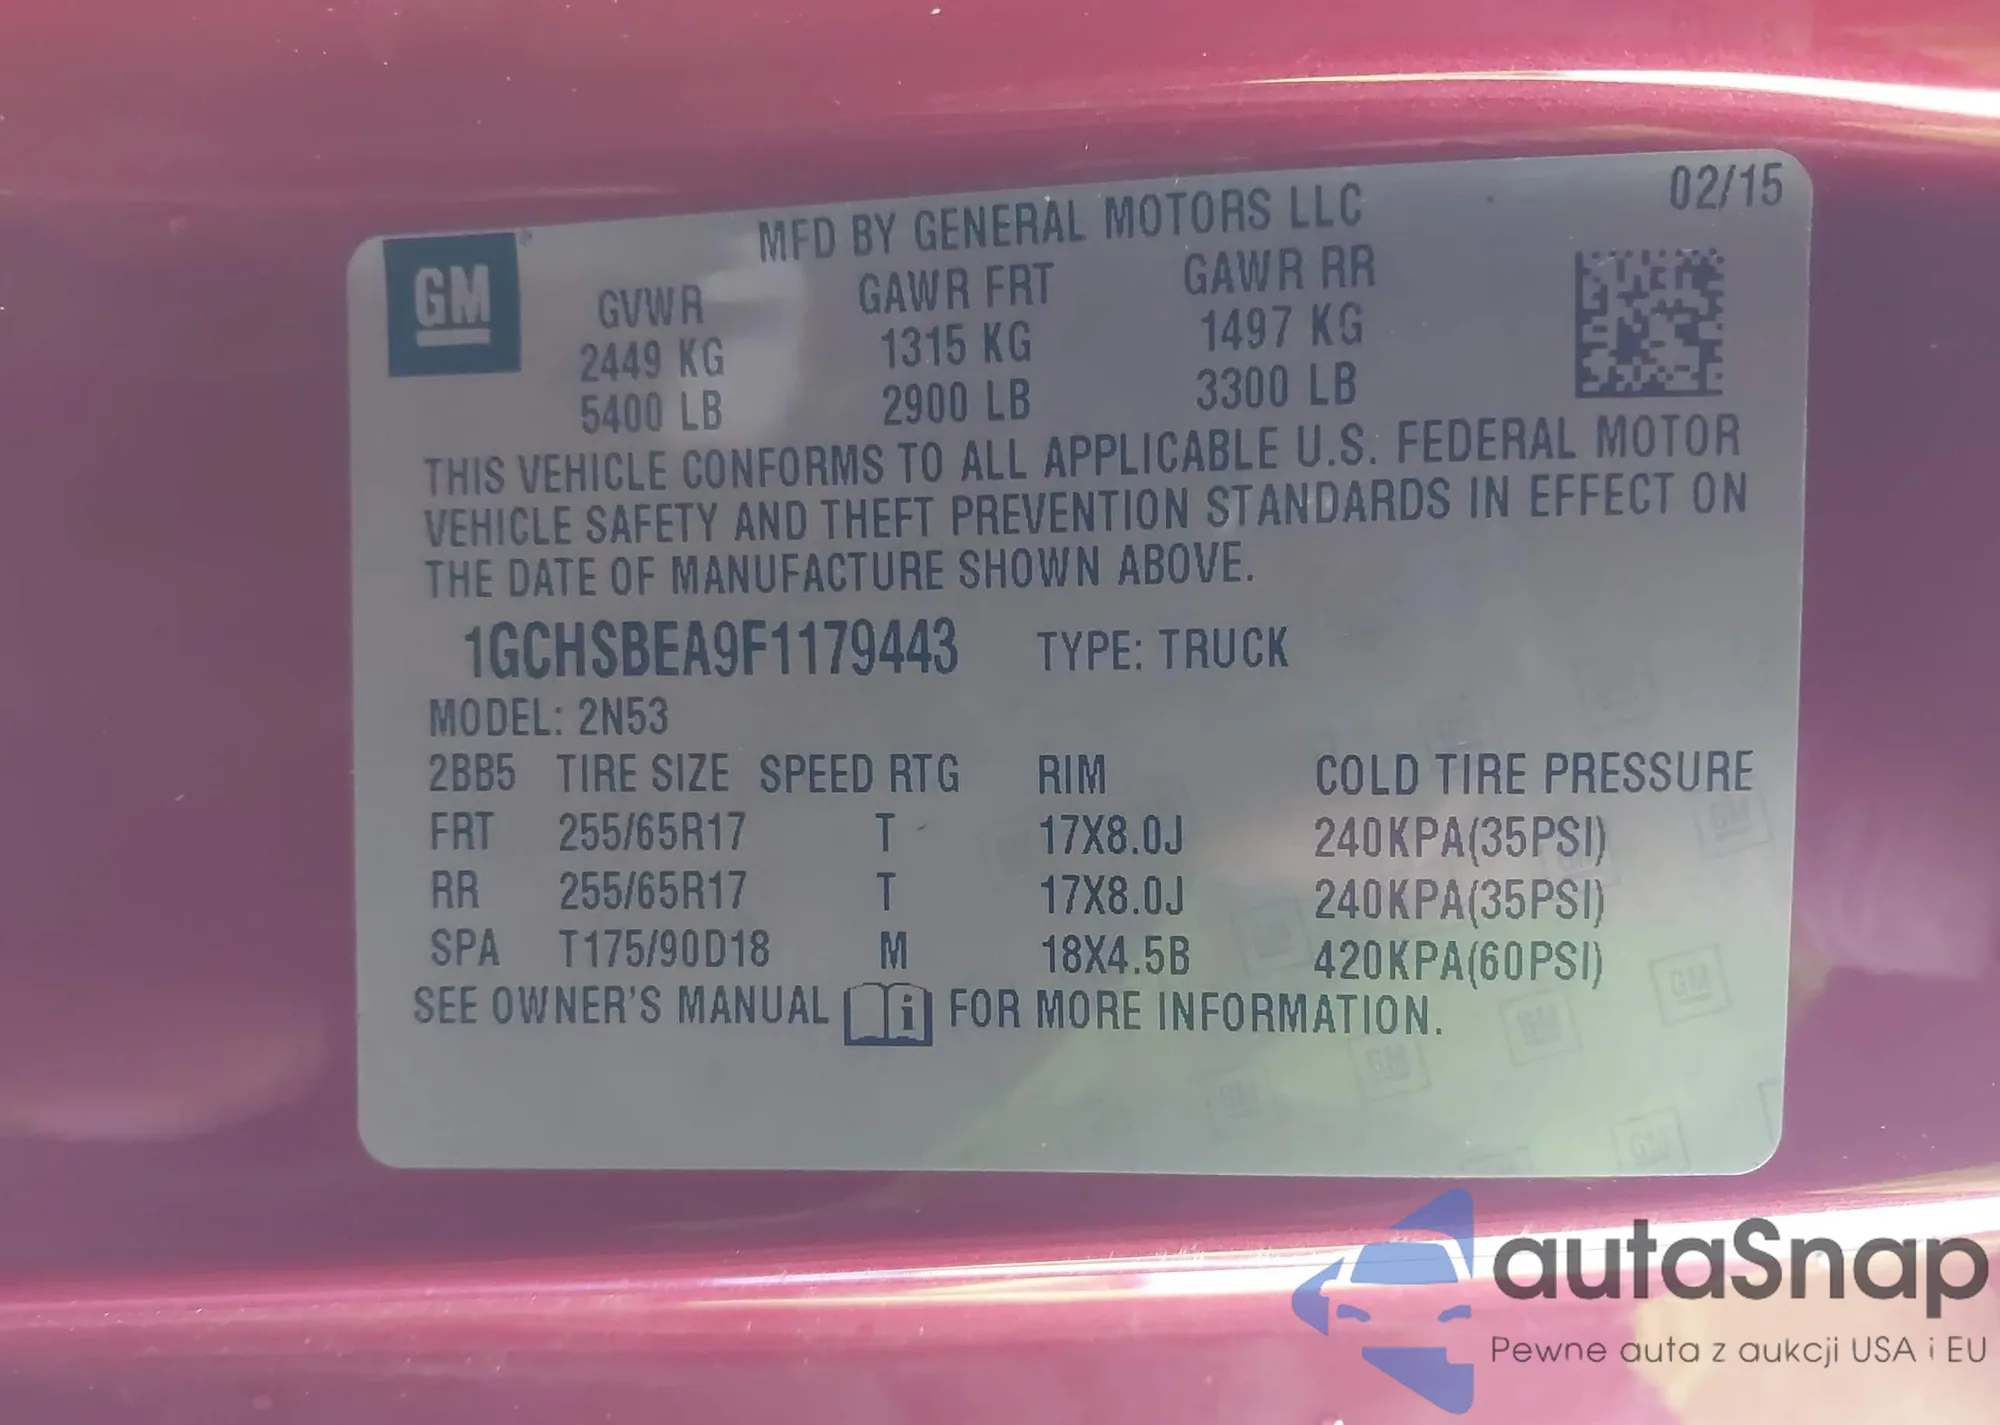 02/15
MFD BY GENERAL MOTORS LLC
GM
GVWR GAWR FRT GAWR RR
2449 KG 1315 KG 1497 KG
5400 LB 2900 LB 3300 LB
THIS VEHICLE CONFORMS TO ALL APPLICABLE U.S. FEDERAL MOTOR
VEHICLE SAFETY AND THEFT PREVENTION STANDARDS IN EFFECT ON
THE DATE OF MANUFACTURE SHOWN ABOVE.
1GCHSBEA9F1179443 TYPE: TRUCK
MODEL: 2N53
2BB5 TIRE SIZE SPEED RTG RIM COLD TIRE PRESSURE
FRT 255/65R17 T 17X8.0J 240KPA(35PSI)
RR 255/65R17 T 17X8.0J 240KPA(35PSI)
SPA T175/90D18 M 18X4.5B 420KPA(60PSI)
SEE OWNER'S MANUAL i FOR MORE INFORMATION.
autaSnap
Pewne auta z aukcji USA i EU